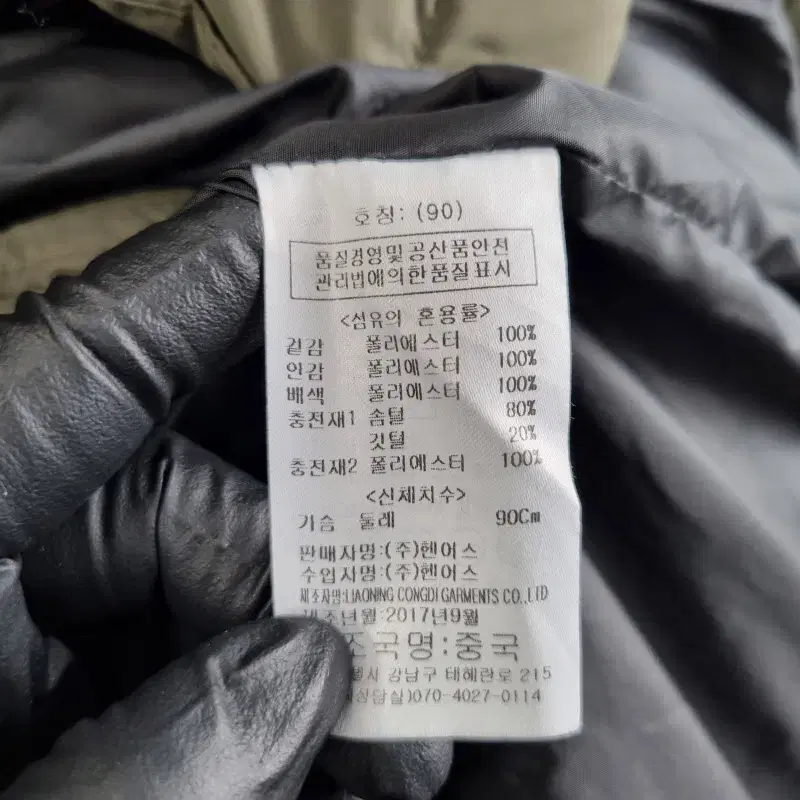 호칭: (90)
품질경영및 공산품안전
관리법에의한품질표시
<섬유의 혼용률>
겉감 폴리에스터 100%
인감 폴리에스터 100%
배색 폴리에스터 100%
충전재1 솜털 80%
깃털 20%
충전재2 폴리에스터 100%
<신체치수>
가슴 둘레 90Cm
판매자명:(주)헨어스
수입자명:(주)헨어스
제조자명:LIAONING CONGDI GARMENTS CO.,LTD
제조년월:2017년9월
조국명:중국
강남구 테헤란로 215
상담실)070-4027-0114